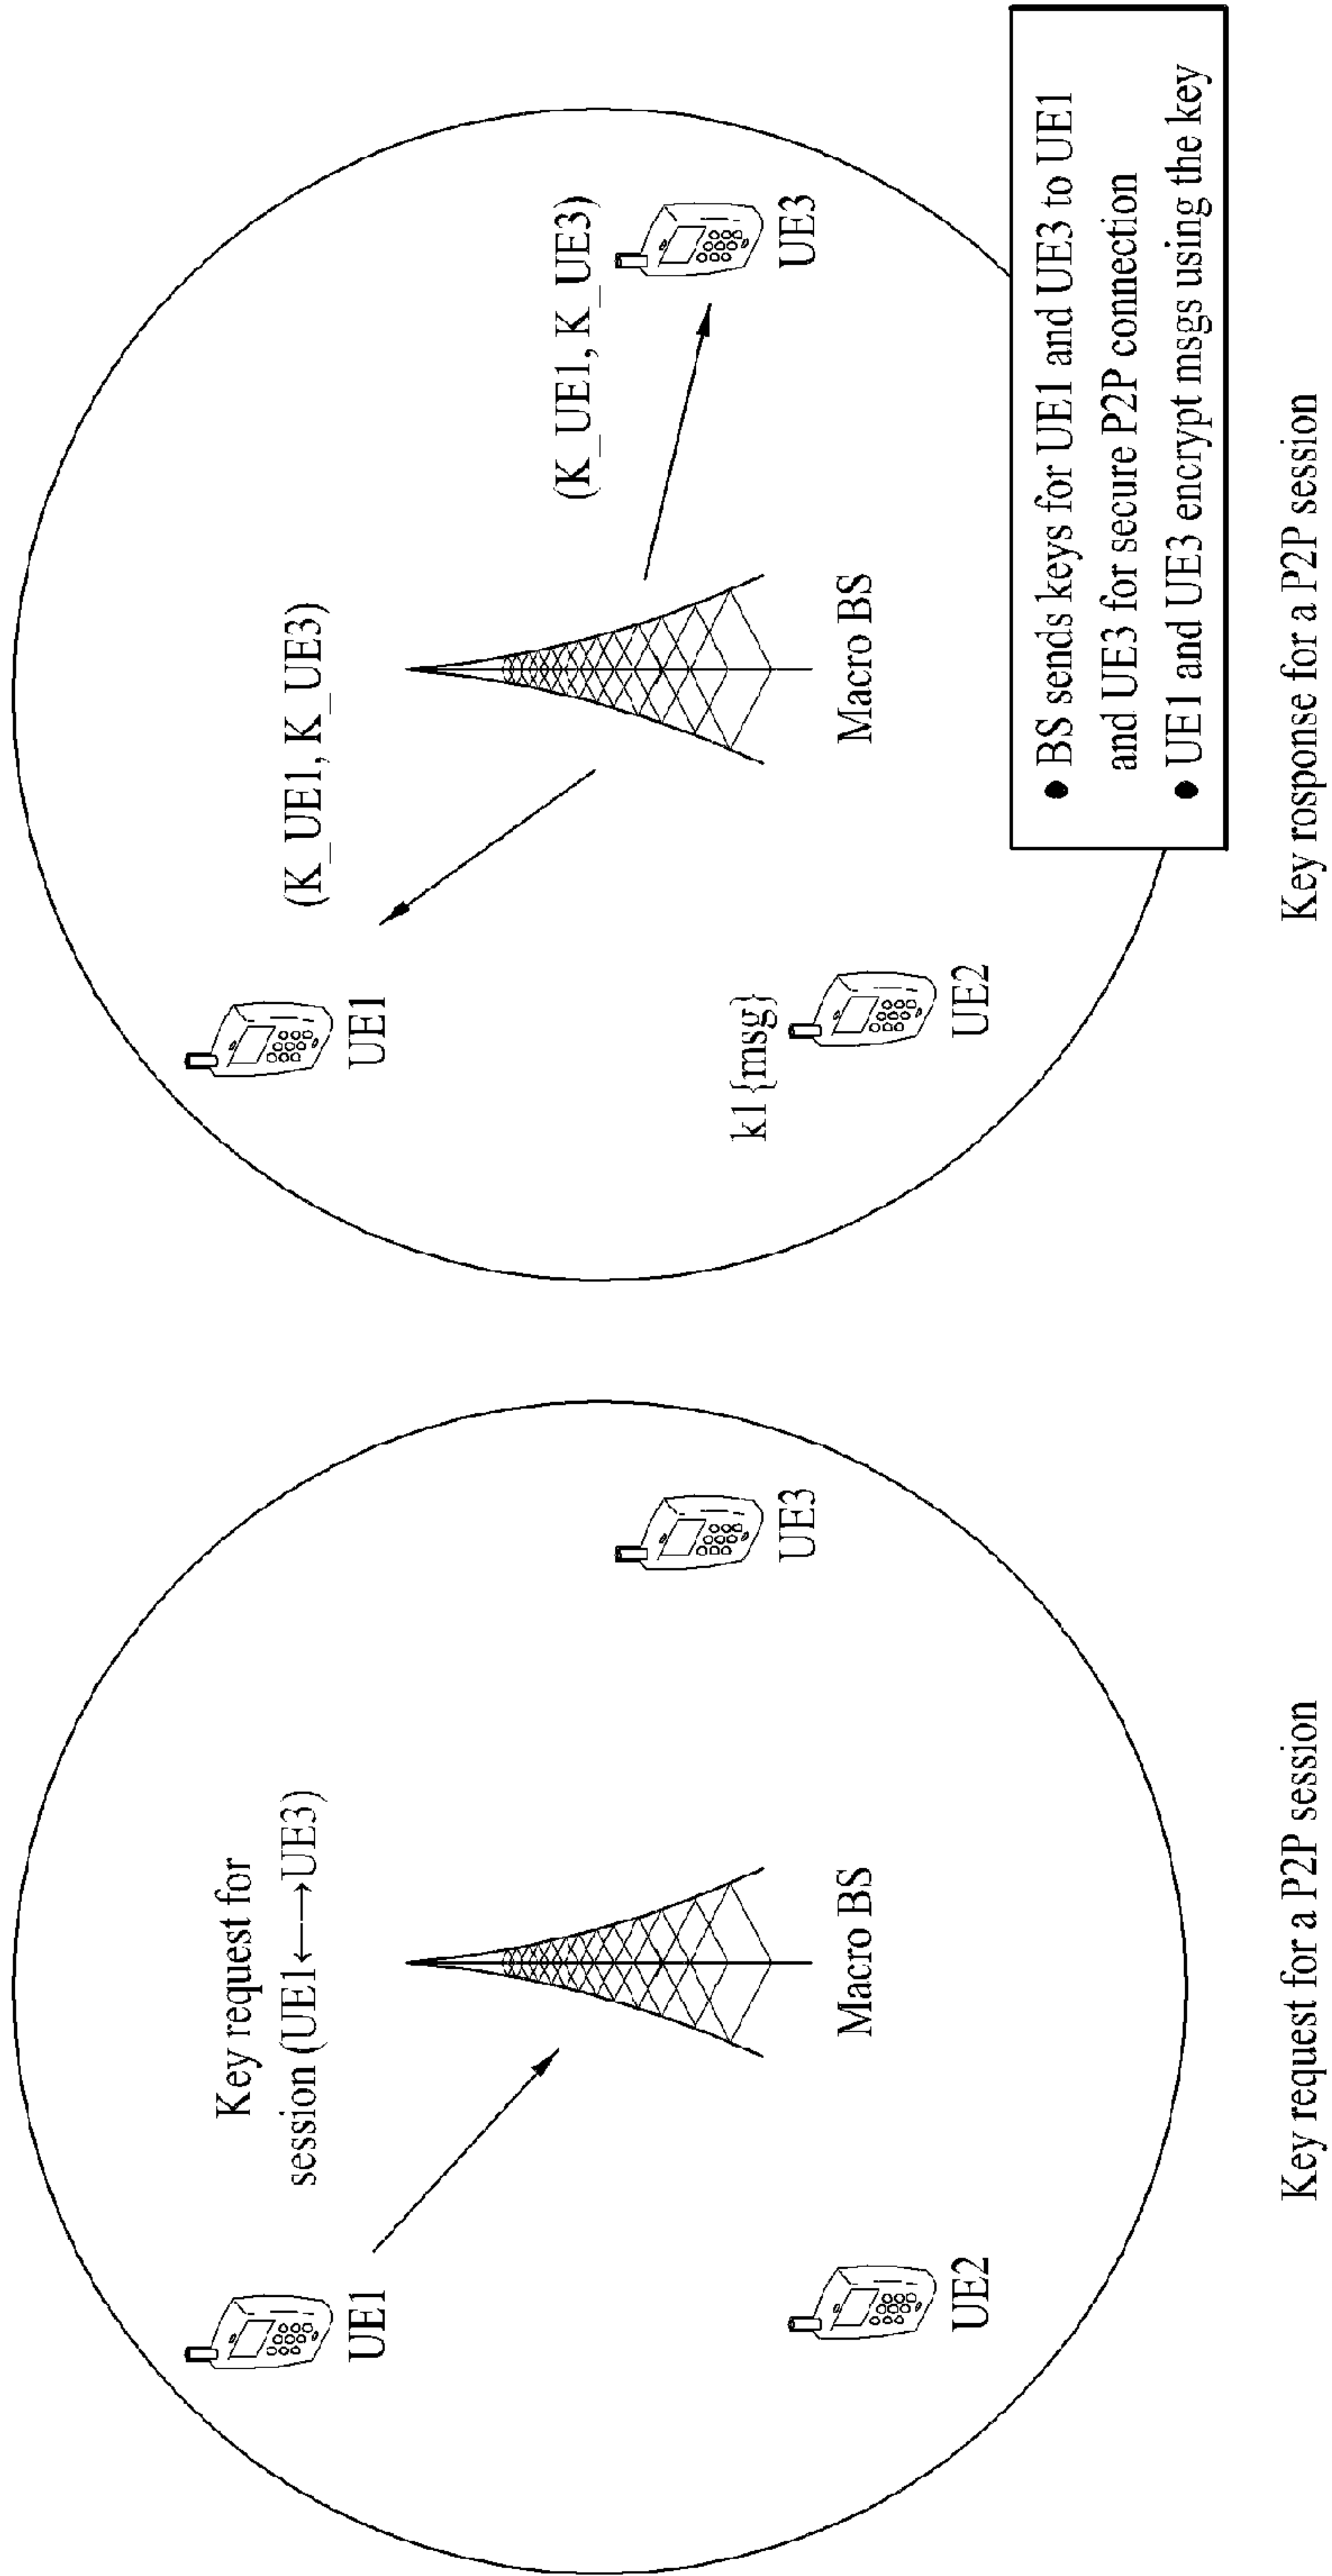 Key request for
session (UE1←→UE3)
UE1
Macro BS
UE3
UE2
Key request for a P2P session
(K_UE1, K_UE3)
UE1
(K_UE1, K_UE3)
UE3
Macro BS
k1{msg}
UE2
● BS sends keys for UE1 and UE3 to UE1
and UE3 for secure P2P connection
● UE1 and UE3 encrypt msgs using the key
Key rosponse for a P2P session